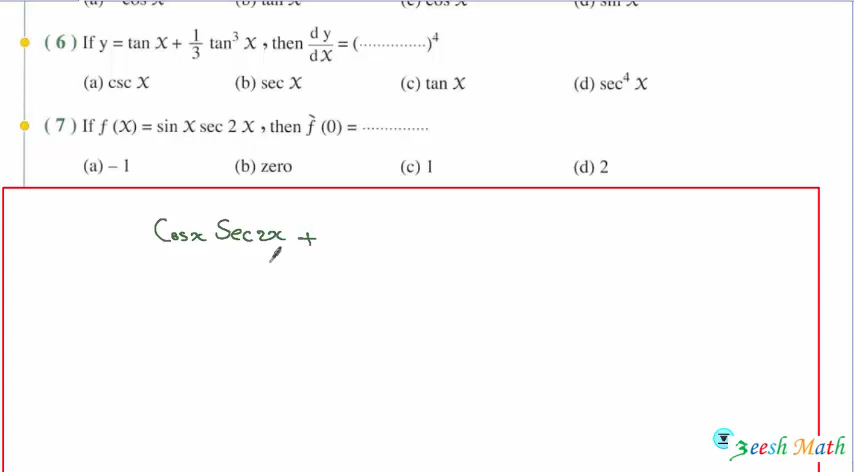 (6) If y = tan X + 1/3 tan³ X , then dy/dX = (...............)⁴
(a) csc X (b) sec X (c) tan X (d) sec⁴ X
(7) If f (X) = sin X sec 2 X , then f̀ (0) = ...............
(a) – 1 (b) zero (c) 1 (d) 2
Cosx Sec2x +
Zeesh Math